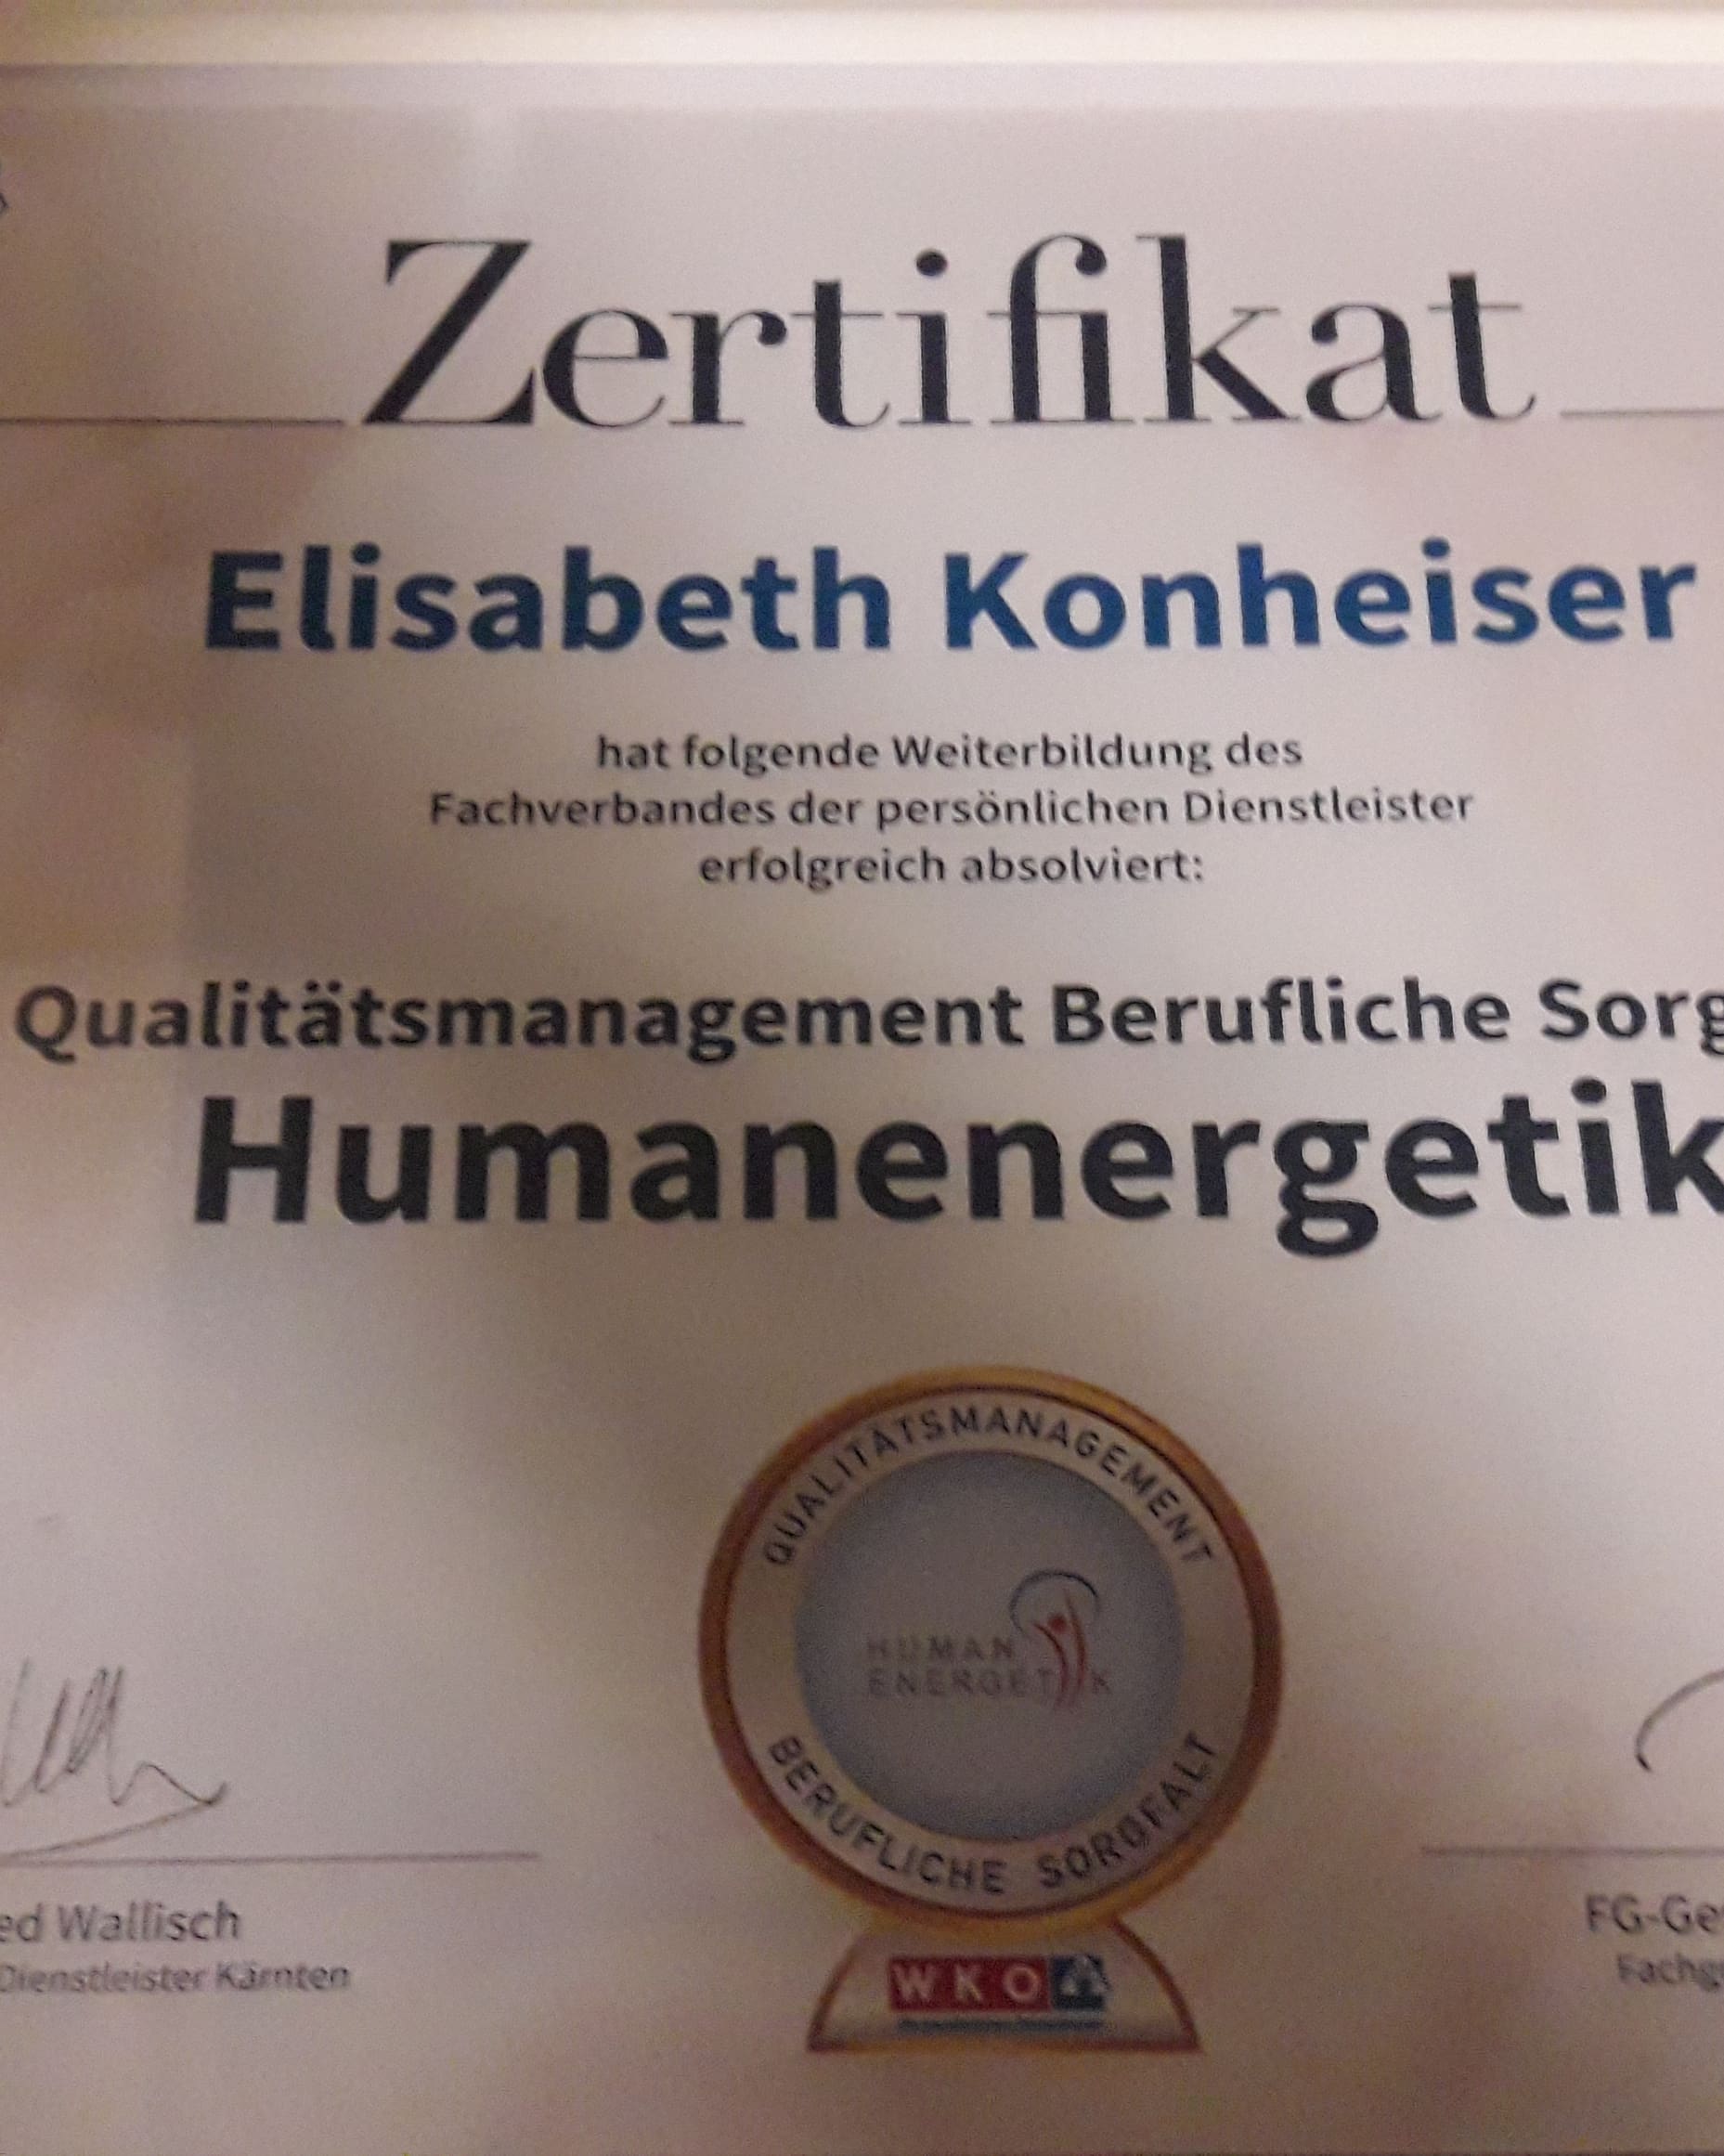 Zertifikat
Elisabeth Konheiser
hat folgende Weiterbildung des
Fachverbandes der persönlichen Dienstleister
erfolgreich absolviert:
Qualitätsmanagement Berufliche Sorg
Humanenergetik
QUALITÄTSMANAGEMENT
HUMAN
ENERGETIK
BERUFLICHE SORGFALT
ed Wallisch
Dienstleister Kärnten
FG-Ge
Fachg
WKO